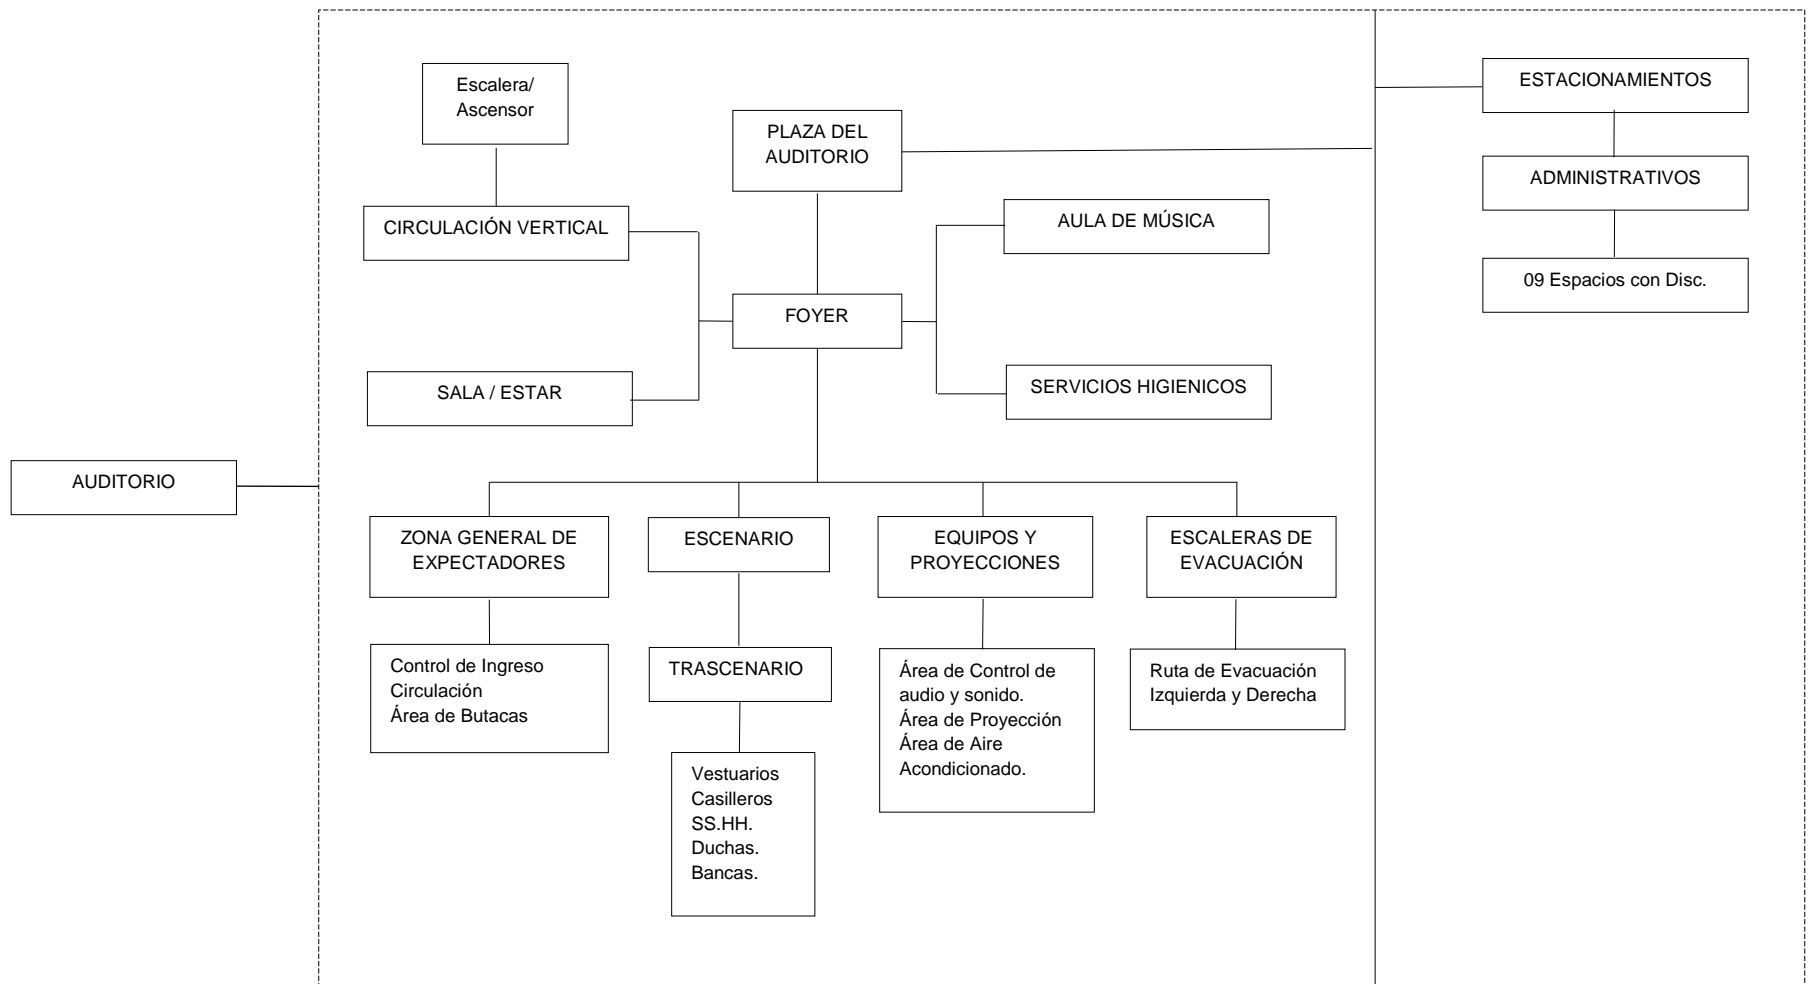 Escalera/
Ascensor
ESTACIONAMIENTOS
PLAZA DEL
AUDITORIO
ADMINISTRATIVOS
CIRCULACIÓN VERTICAL
AULA DE MÚSICA
09 Espacios con Disc.
FOYER
SALA / ESTAR
SERVICIOS HIGIENICOS
AUDITORIO
ZONA GENERAL DE
EXPECTADORES
ESCENARIO
EQUIPOS Y
PROYECCIONES
ESCALERAS DE
EVACUACIÓN
Control de Ingreso
Circulación
Área de Butacas
TRASCENARIO
Área de Control de
audio y sonido.
Área de Proyección
Área de Aire
Acondicionado.
Ruta de Evacuación
Izquierda y Derecha
Vestuarios
Casilleros
SS.HH.
Duchas.
Bancas.